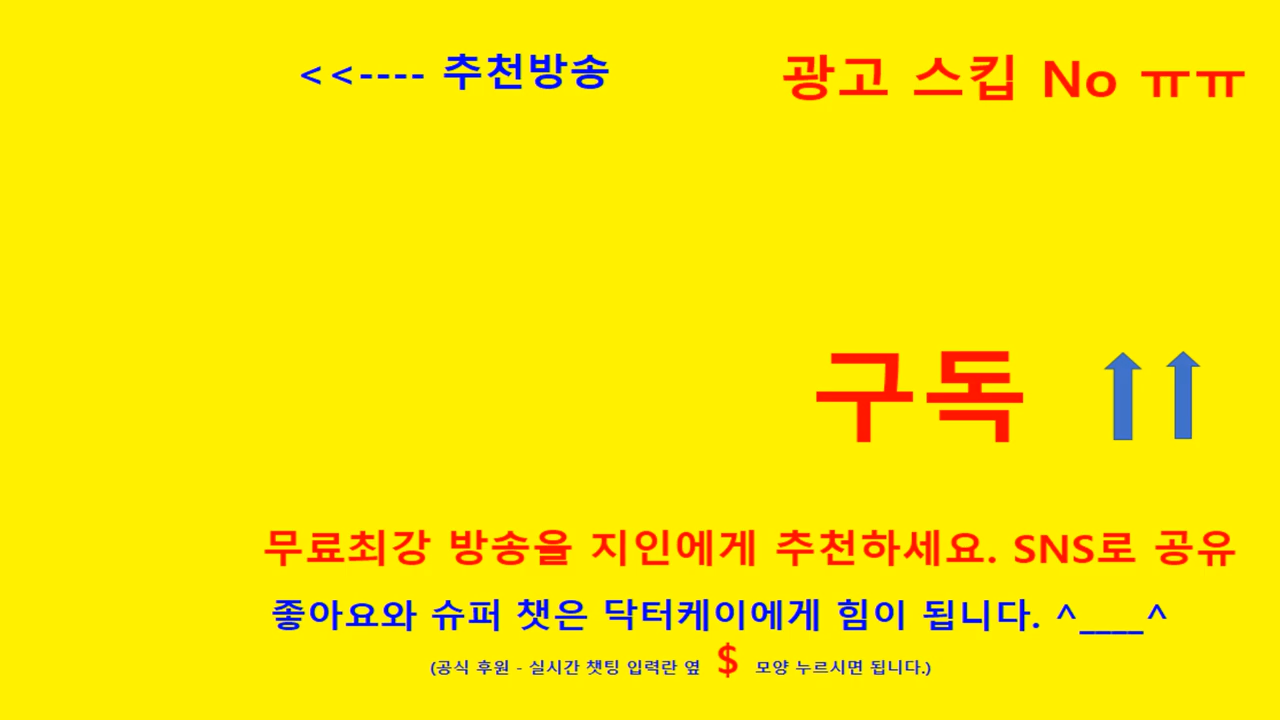 <<---- 추천방송
광고 스킵 No ㅠㅠ
구독
무료최강 방송을 지인에게 추천하세요. SNS로 공유
좋아요와 슈퍼 챗은 닥터케이에게 힘이 됩니다. ^____^
(공식 후원 - 실시간 챗팅 입력란 옆 $ 모양 누르시면 됩니다.)